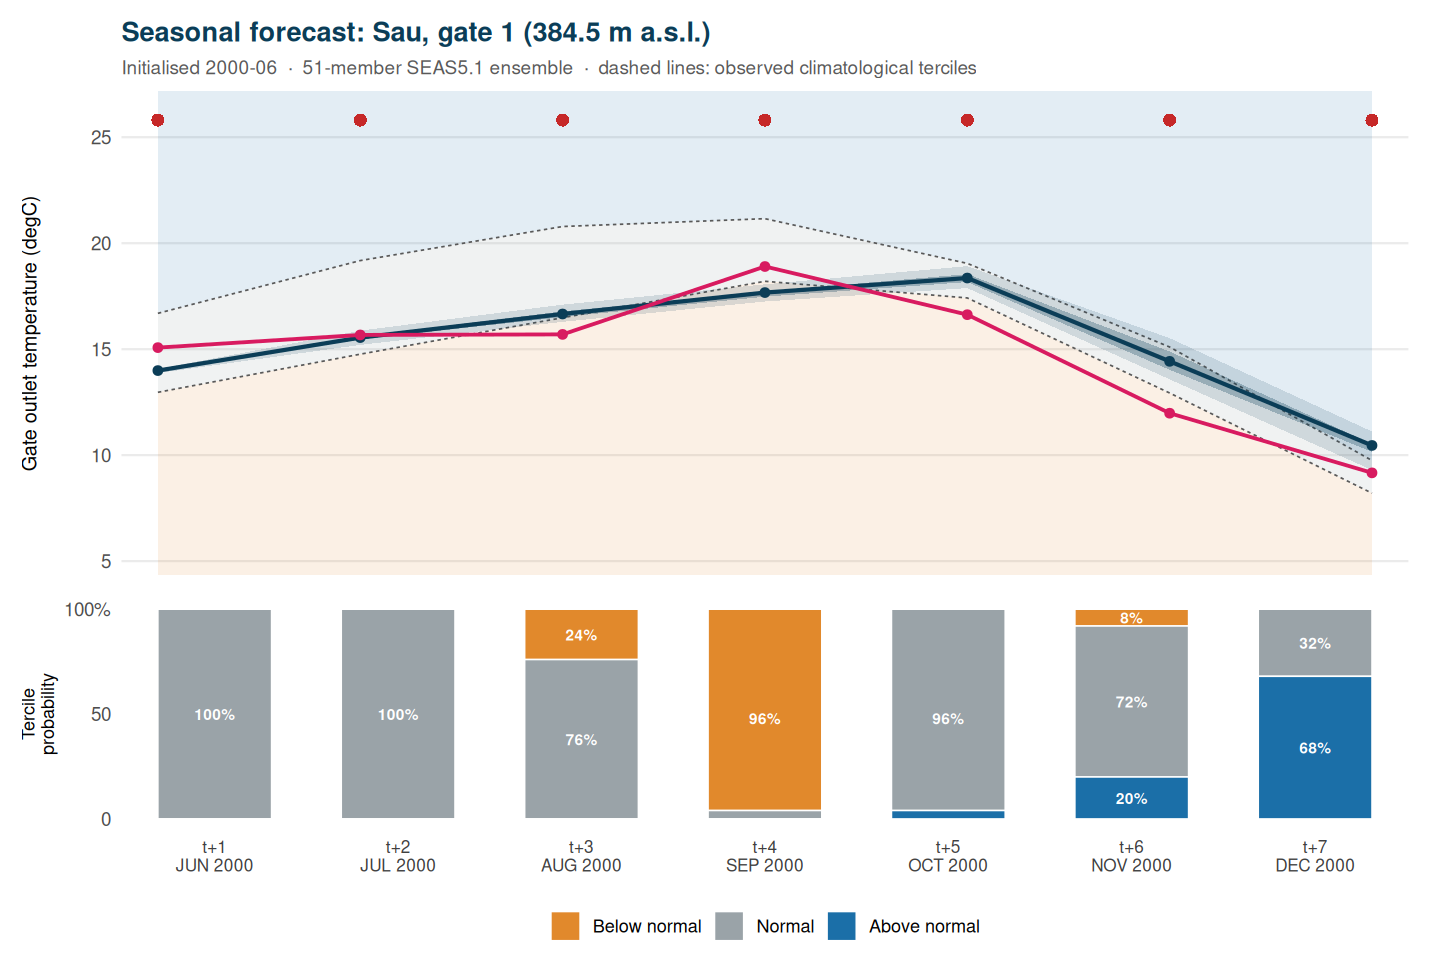 Seasonal forecast: Sau, gate 1 (384.5 m a.s.l.)
Initialised 2000-06 · 51-member SEAS5.1 ensemble · dashed lines: observed climatological terciles
Gate outlet temperature (degC)
25
20
15
10
5
Tercile
probability
100%
50
0
100%
100%
24%
76%
96%
96%
8%
72%
20%
32%
68%
t+1
JUN 2000
t+2
JUL 2000
t+3
AUG 2000
t+4
SEP 2000
t+5
OCT 2000
t+6
NOV 2000
t+7
DEC 2000
Below normal
Normal
Above normal